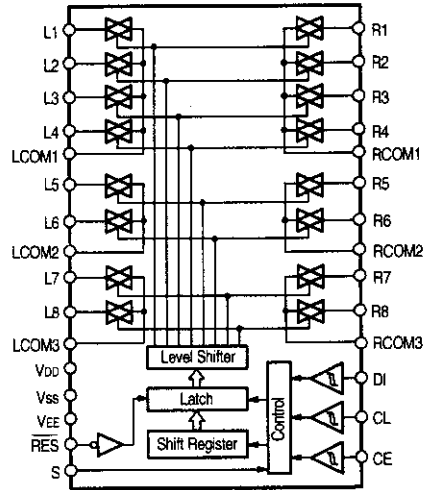 L1 R1
L2 R2
L3 R3
L4 R4
LCOM1 RCOM1
L5 R5
L6 R6
LCOM2 RCOM2
L7 R7
L8 R8
LCOM3 Level Shifter RCOM3
VDD DI
Vss Latch Control CL
VEE
RES Shift Register CE
S